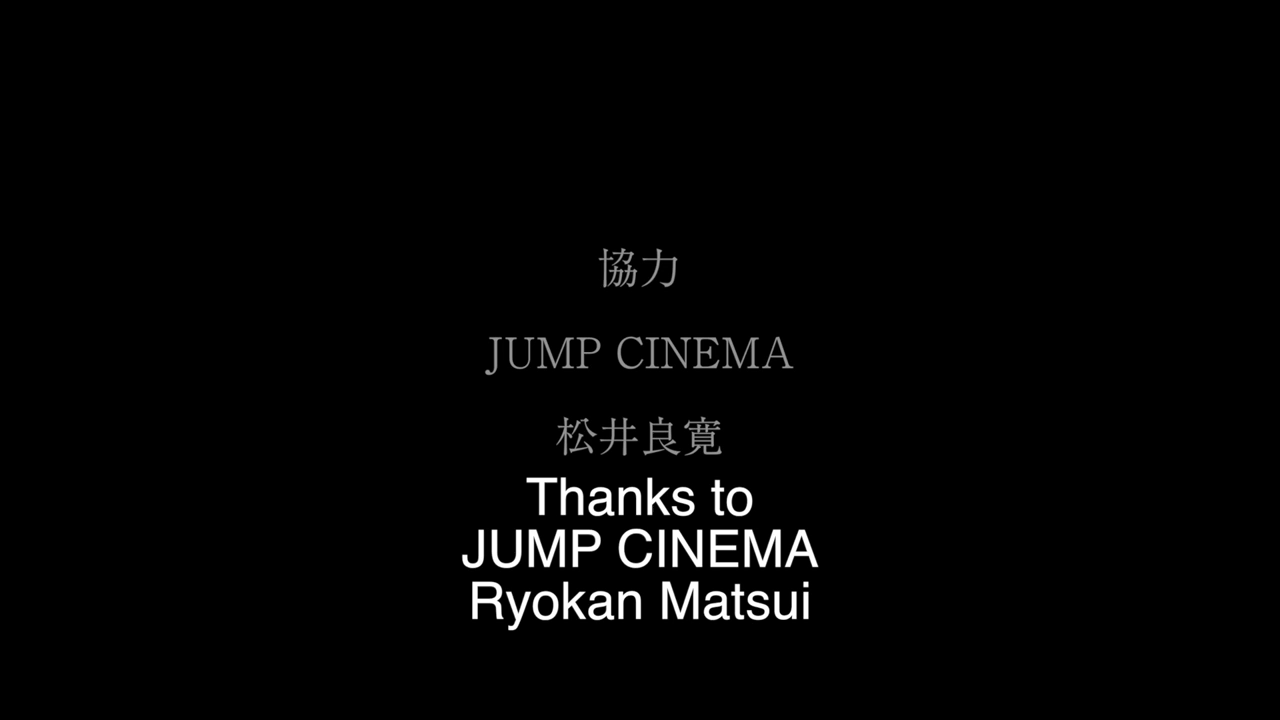 協力
JUMP CINEMA
松井良寛
Thanks to
JUMP CINEMA
Ryokan Matsui